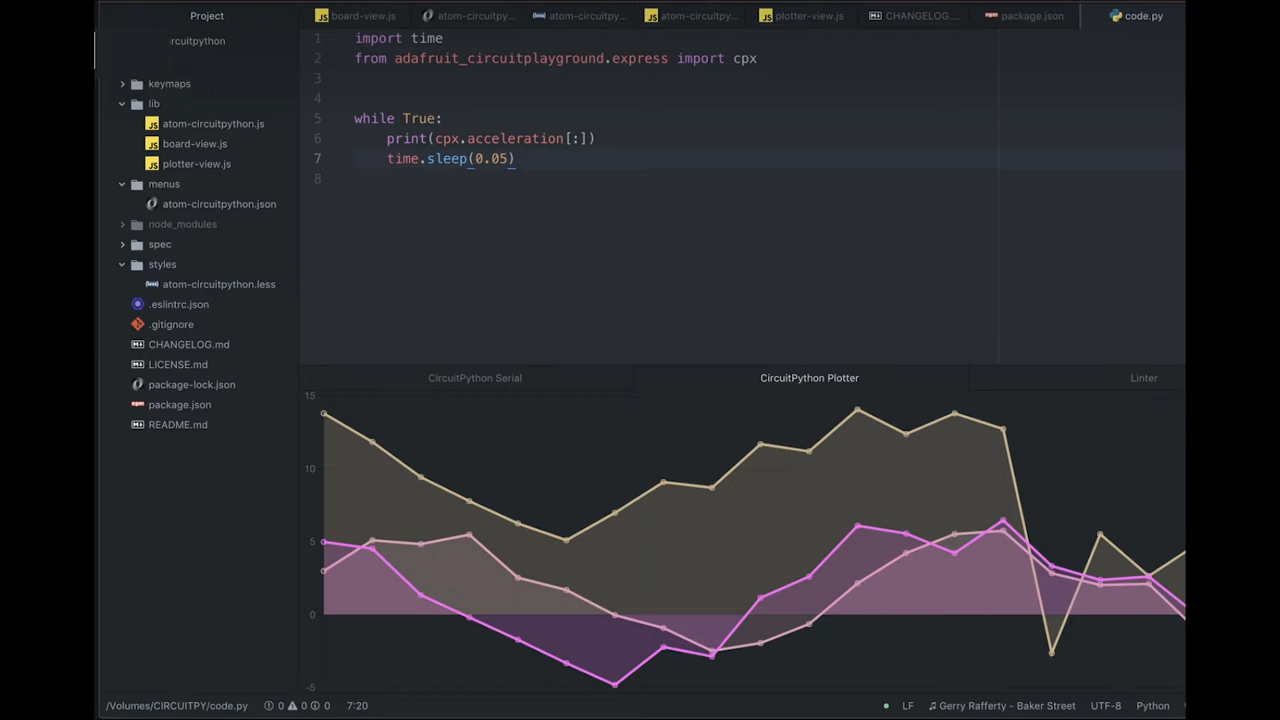 Project
rcuitpython
keymaps
lib
atom-circuitpython.js
board-view.js
plotter-view.js
menus
atom-circuitpython.json
node_modules
spec
styles
atom-circuitpython.less
.eslintrc.json
.gitignore
CHANGELOG.md
LICENSE.md
package-lock.json
package.json
README.md
board-view.js
atom-circuitpy...
atom-circuitpy...
atom-circuitpy...
plotter-view.js
CHANGELOG....
package.json
code.py
1 import time
2 from adafruit_circuitplayground.express import cpx
3
4
5 while True:
6 print(cpx.acceleration[:])
7 time.sleep(0.05)
8
CircuitPython Serial
CircuitPython Plotter
Linter
15
10
5
0
-5
/Volumes/CIRCUITPY/code.py 0 0 0 7:20 LF Gerry Rafferty - Baker Street UTF-8 Python